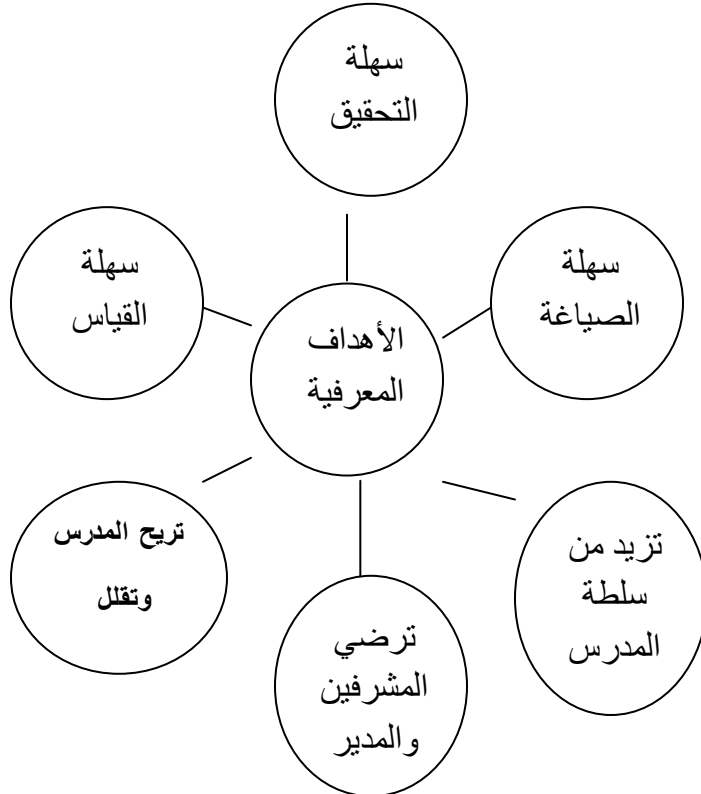 سهلة
التحقيق
سهلة
الصياغة
سهلة
القياس
الأهداف
المعرفية
تزيد من
سلطة
المدرس
ترضي
المشرفين
والمدير
تريح المدرس
وتقلل